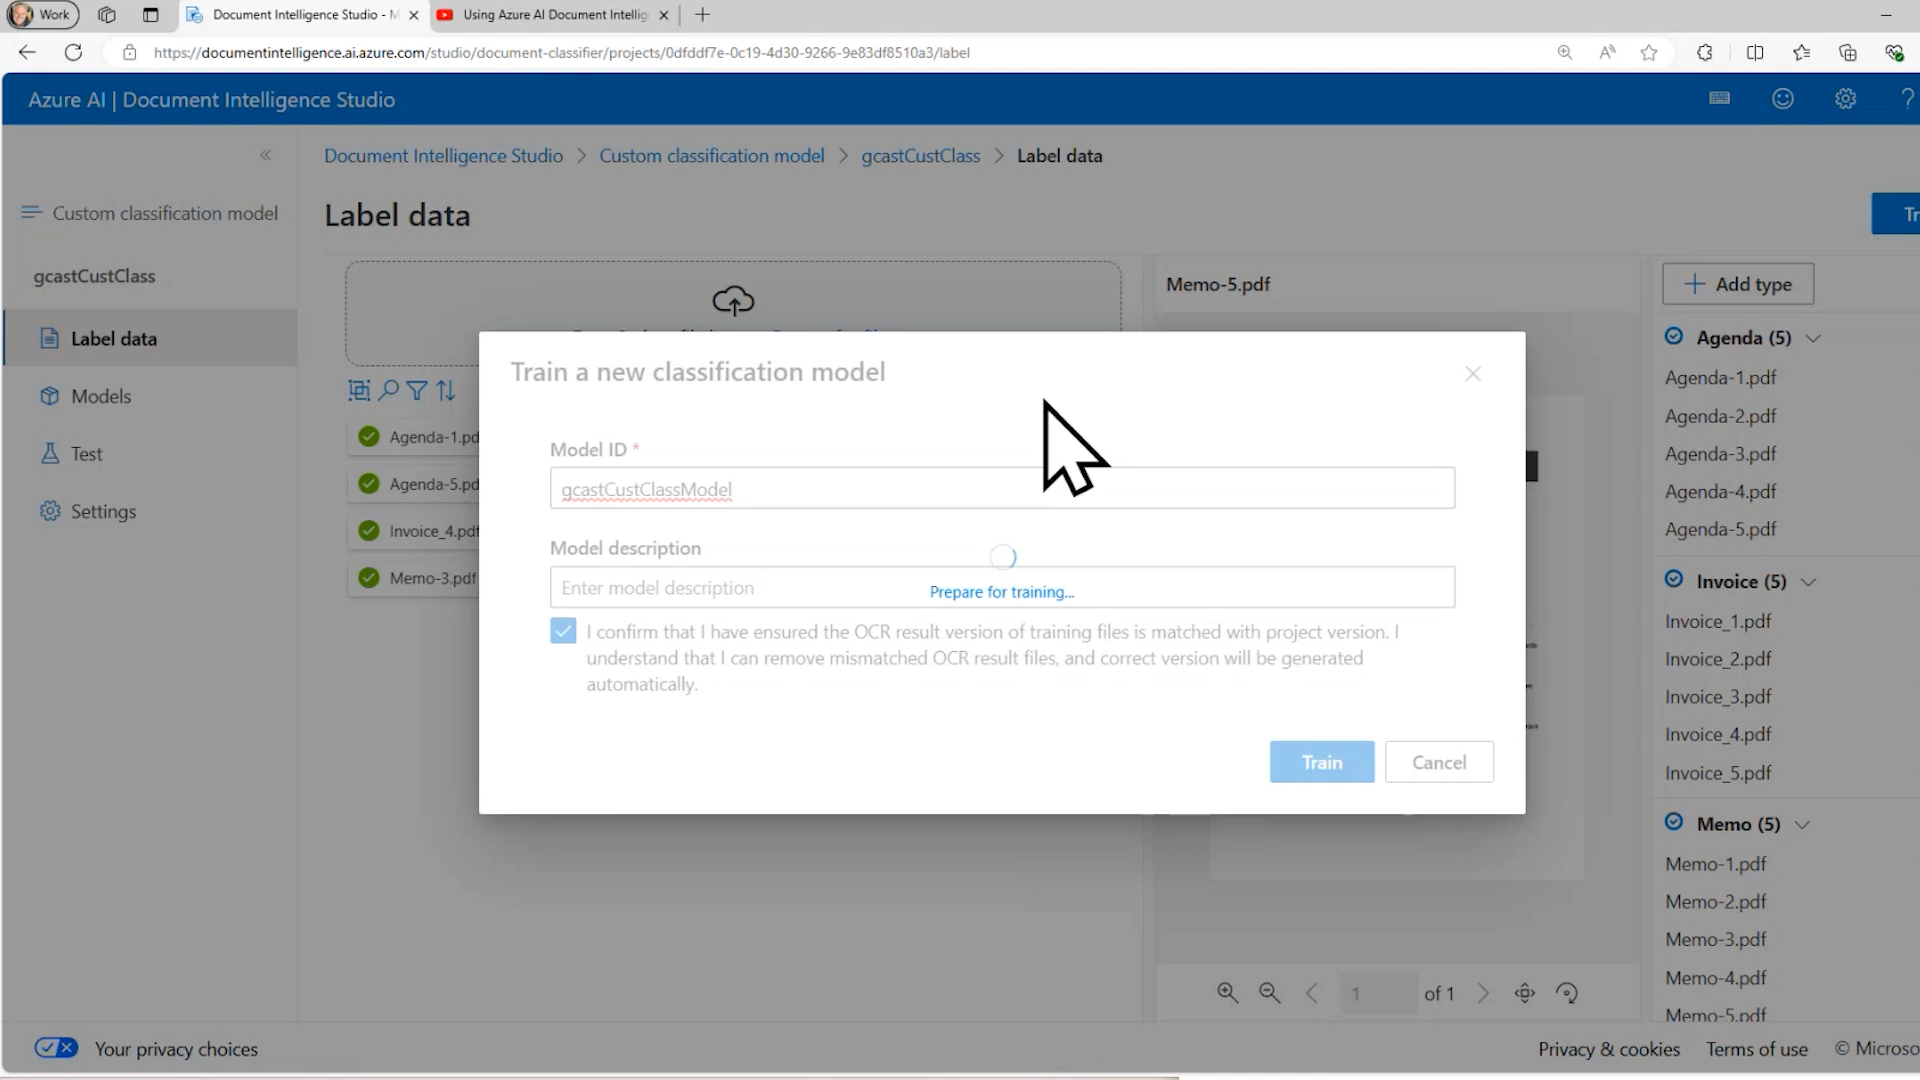 Work
Document Intelligence Studio - M
Using Azure AI Document Intellig
https://documentintelligence.ai.azure.com/studio/document-classifier/projects/0dfddf7e-0c19-4d30-9266-9e83df8510a3/label
Azure AI | Document Intelligence Studio
Document Intelligence Studio > Custom classification model > gcastCustClass > Label data
Custom classification model
Label data
Tr
gcastCustClass
Label data
Models
Test
Settings
Agenda-1.pd
Agenda-5.pd
Invoice_4.pdf
Memo-3.pdf
Memo-5.pdf
Train a new classification model
Model ID *
gcastCustClassModel
Model description
Enter model description
Prepare for training...
I confirm that I have ensured the OCR result version of training files is matched with project version. I
understand that I can remove mismatched OCR result files, and correct version will be generated
automatically.
Train
Cancel
1 of 1
Add type
Agenda (5)
Agenda-1.pdf
Agenda-2.pdf
Agenda-3.pdf
Agenda-4.pdf
Agenda-5.pdf
Invoice (5)
Invoice_1.pdf
Invoice_2.pdf
Invoice_3.pdf
Invoice_4.pdf
Invoice_5.pdf
Memo (5)
Memo-1.pdf
Memo-2.pdf
Memo-3.pdf
Memo-4.pdf
Memo-5.pdf
Your privacy choices
Privacy & cookies
Terms of use
© Microso